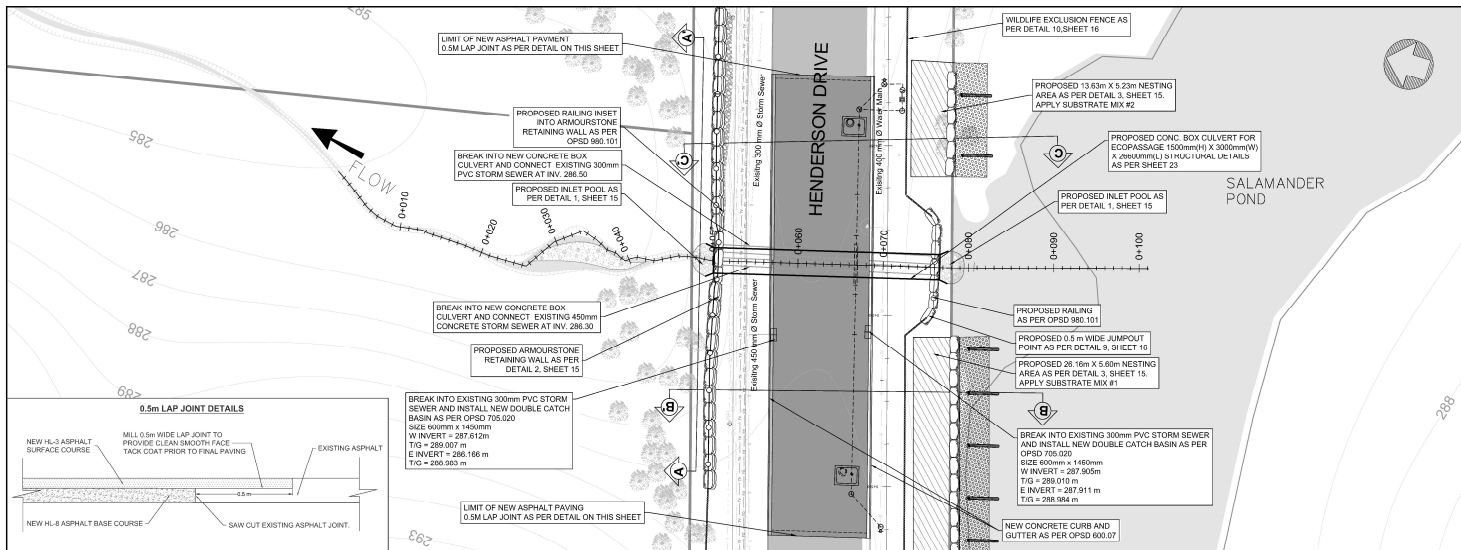 285
285
286
287
288
289
293
288
FLOW
0+010
0+020
0+030
0+040
0+060
0+070
0+080
0+090
0+100
LIMIT OF NEW ASPHALT PAVMENT
0.5M LAP JOINT AS PER DETAIL ON THIS SHEET
PROPOSED RAILING INSET
INTO ARMOURSTONE
RETAINING WALL AS PER
OPSD 980.101
BREAK INTO NEW CONCRETE BOX
CULVERT AND CONNECT EXISTING 300mm
PVC STORM SEWER AT INV. 286.50
PROPOSED INLET POOL AS
PER DETAIL 1, SHEET 15
BREAK INTO NEW CONCRETE BOX
CULVERT AND CONNECT EXISTING 450mm
CONCRETE STORM SEWER AT INV. 286.30
PROPOSED ARMOURSTONE
RETAINING WALL AS PER
DETAIL 2, SHEET 15
BREAK INTO EXISTING 300mm PVC STORM
SEWER AND INSTALL NEW DOUBLE CATCH
BASIN AS PER OPSD 705.020
SIZE 600mm x 1450mm
W INVERT = 287.612m
T/G = 289.007 m
E INVERT = 286.166 m
LIMIT OF NEW ASPHALT PAVING
0.5M LAP JOINT AS PER DETAIL ON THIS SHEET
A'
A
C'
C
B'
B
Existing 300 mm Ø Storm Sewer
Existing 450 mm Ø Storm Sewer
HENDERSON DRIVE
Exisitng 400 mm Ø Water Main
WILDLIFE EXCLUSION FENCE AS
PER DETAIL 10,SHEET 16
PROPOSED 13.63m X 5.23m NESTING
AREA AS PER DETAIL 3, SHEET 15.
APPLY SUBSTRATE MIX #2
PROPOSED CONC. BOX CULVERT FOR
ECOPASSAGE 1500mm(H) X 3000mm(W)
X 26600mm(L) STRUCTURAL DETAILS
AS PER SHEET 23
PROPOSED INLET POOL AS
PER DETAIL 1, SHEET 15
SALAMANDER
POND
PROPOSED RAILING
AS PER OPSD 980.101
PROPOSED 0.5 m WIDE JUMPOUT
POINT AS PER DETAIL 9, SHEET 16
PROPOSED 26.16m X 5.60m NESTING
AREA AS PER DETAIL 3, SHEET 15.
APPLY SUBSTRATE MIX #1
BREAK INTO EXISTING 300mm PVC STORM SEWER
AND INSTALL NEW DOUBLE CATCH BASIN AS PER
OPSD 705.020
SIZE 600mm x 1450mm
W INVERT = 287.905m
T/G = 289.010 m
E INVERT = 287.911 m
T/G = 288.984 m
NEW CONCRETE CURB AND
GUTTER AS PER OPSD 600.07
0.5m LAP JOINT DETAILS
NEW HL-3 ASPHALT
SURFACE COURSE
MILL 0.5m WIDE LAP JOINT TO
PROVIDE CLEAN SMOOTH FACE
TACK COAT PRIOR TO FINAL PAVING
EXISTING ASPHALT
0.5 m
NEW HL-8 ASPHALT BASE COURSE
SAW CUT EXISTING ASPHALT JOINT.